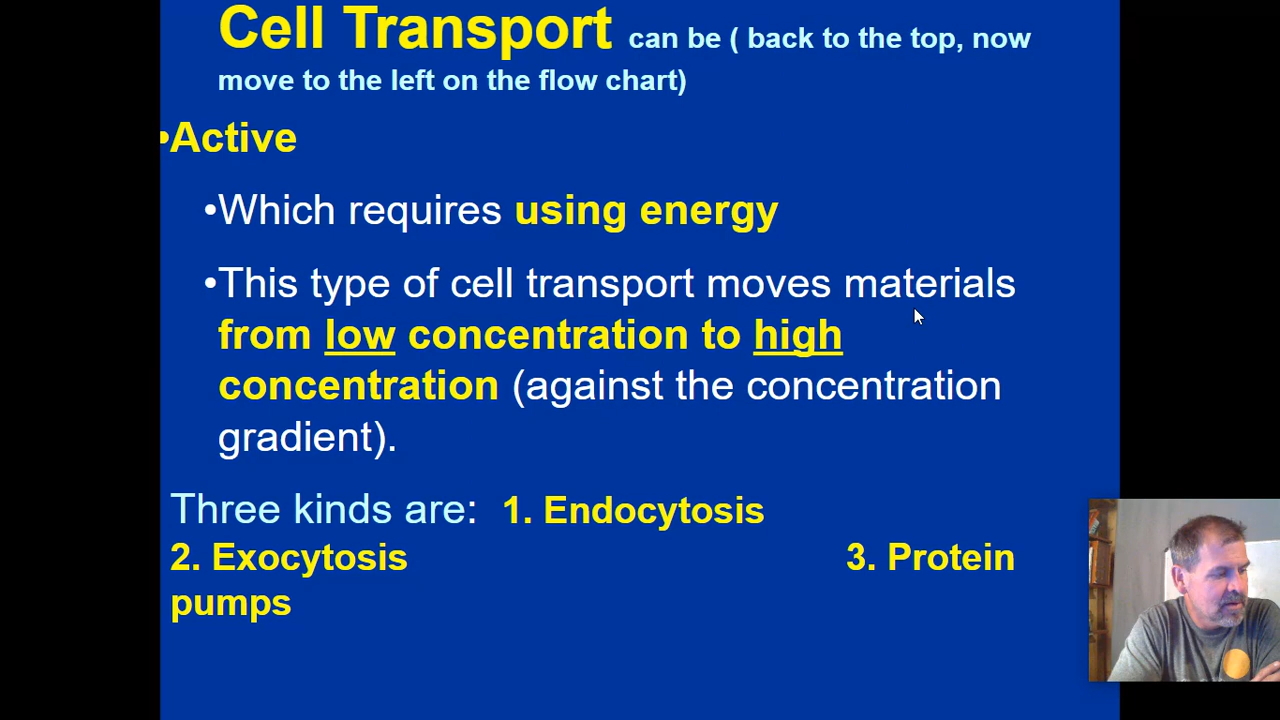 Cell Transport can be ( back to the top, now
move to the left on the flow chart)
•Active
•Which requires using energy
•This type of cell transport moves materials
from low concentration to high
concentration (against the concentration
gradient).
Three kinds are: 1. Endocytosis
2. Exocytosis 3. Protein
pumps